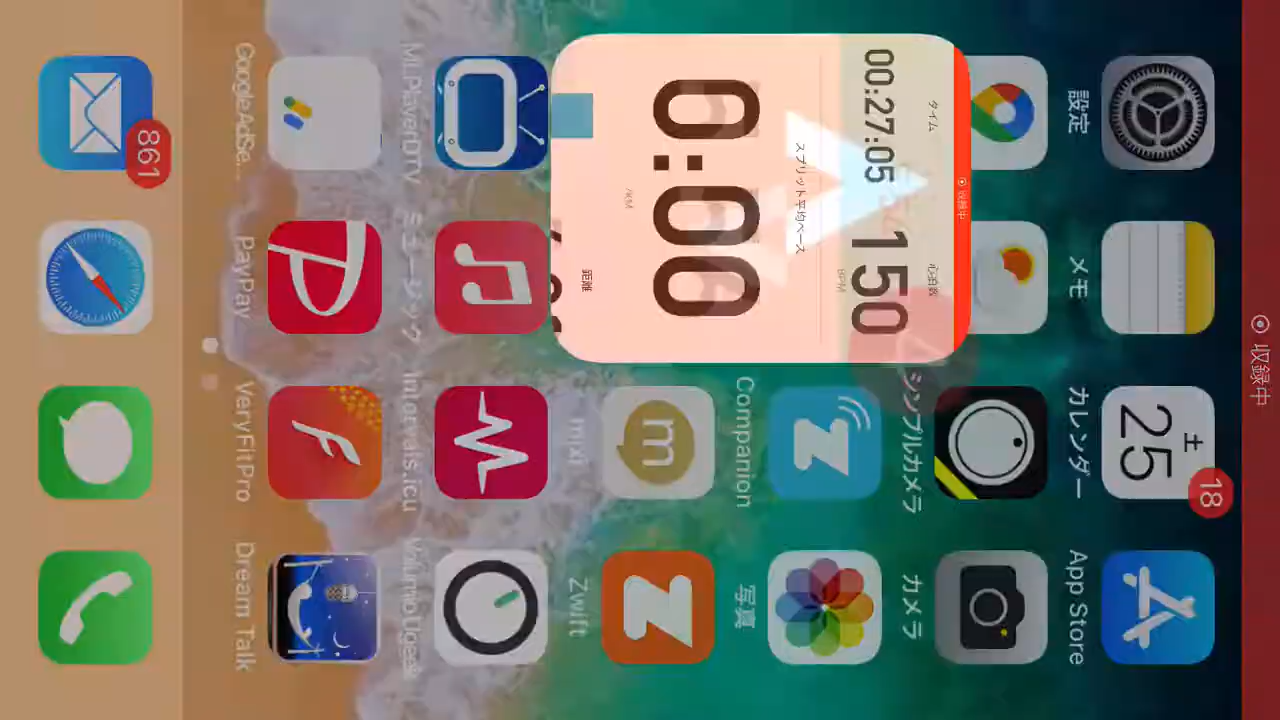 収録中
設定
メモ
カレンダー
App Store
土
25
18
収録中
タイム
心拍数
00:27:05
150
BPM
スプリット平均ペース
0:00
/KM
距離
シンプルカメラ
カメラ
Companion
写真
mixi
Zwift
MLPlayerDTV
ミュージック
Intervals.icu
GoogleAdSe...
PayPay
VeryFitPro
Dream Talk
861